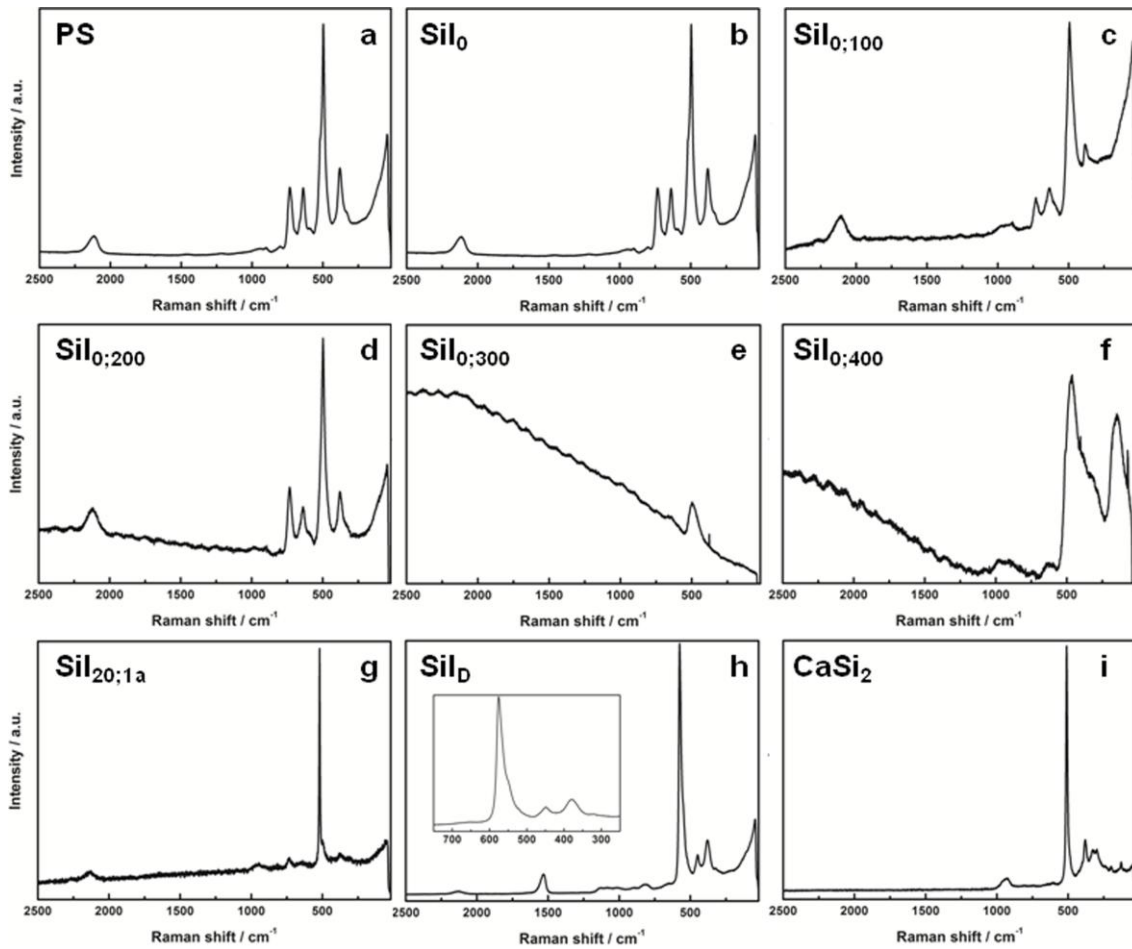 PS a
Intensity / a.u.
2500 2000 1500 1000 500
Raman shift / cm⁻¹
SiI₀ b
2500 2000 1500 1000 500
Raman shift / cm⁻¹
SiI₀;₁₀₀ c
2500 2000 1500 1000 500
Raman shift / cm⁻¹
SiI₀;₂₀₀ d
Intensity / a.u.
2500 2000 1500 1000 500
Raman shift / cm⁻¹
SiI₀;₃₀₀ e
2500 2000 1500 1000 500
Raman shift / cm⁻¹
SiI₀;₄₀₀ f
2500 2000 1500 1000 500
Raman shift / cm⁻¹
SiI₂₀;₁ₐ g
Intensity / a.u.
2500 2000 1500 1000 500
Raman shift / cm⁻¹
SiI_D h
700 600 500 400 300
2500 2000 1500 1000 500
Raman shift / cm⁻¹
CaSi₂ i
2500 2000 1500 1000 500
Raman shift / cm⁻¹